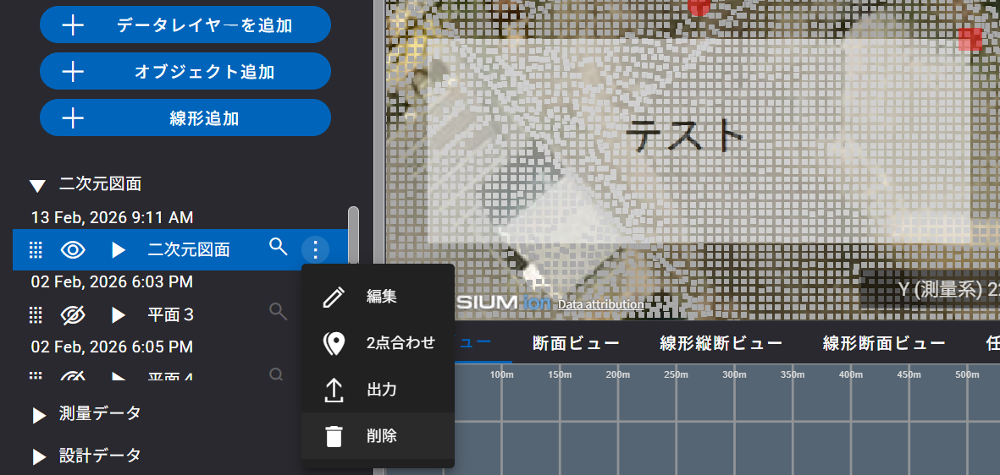 データレイヤーを追加
オブジェクト追加
線形追加
二次元図面
13 Feb, 2026 9:11 AM
二次元図面
02 Feb, 2026 6:03 PM
平面3
02 Feb, 2026 6:05 PM
平面4
測量データ
設計データ
編集
2点合わせ
出力
削除
テスト
Y (測量系) 22
SIUM ion Data attribution
ュー 断面ビュー 線形縦断ビュー 線形断面ビュー 任
100m 150m 200m 250m 300m 350m 400m 450m 500m